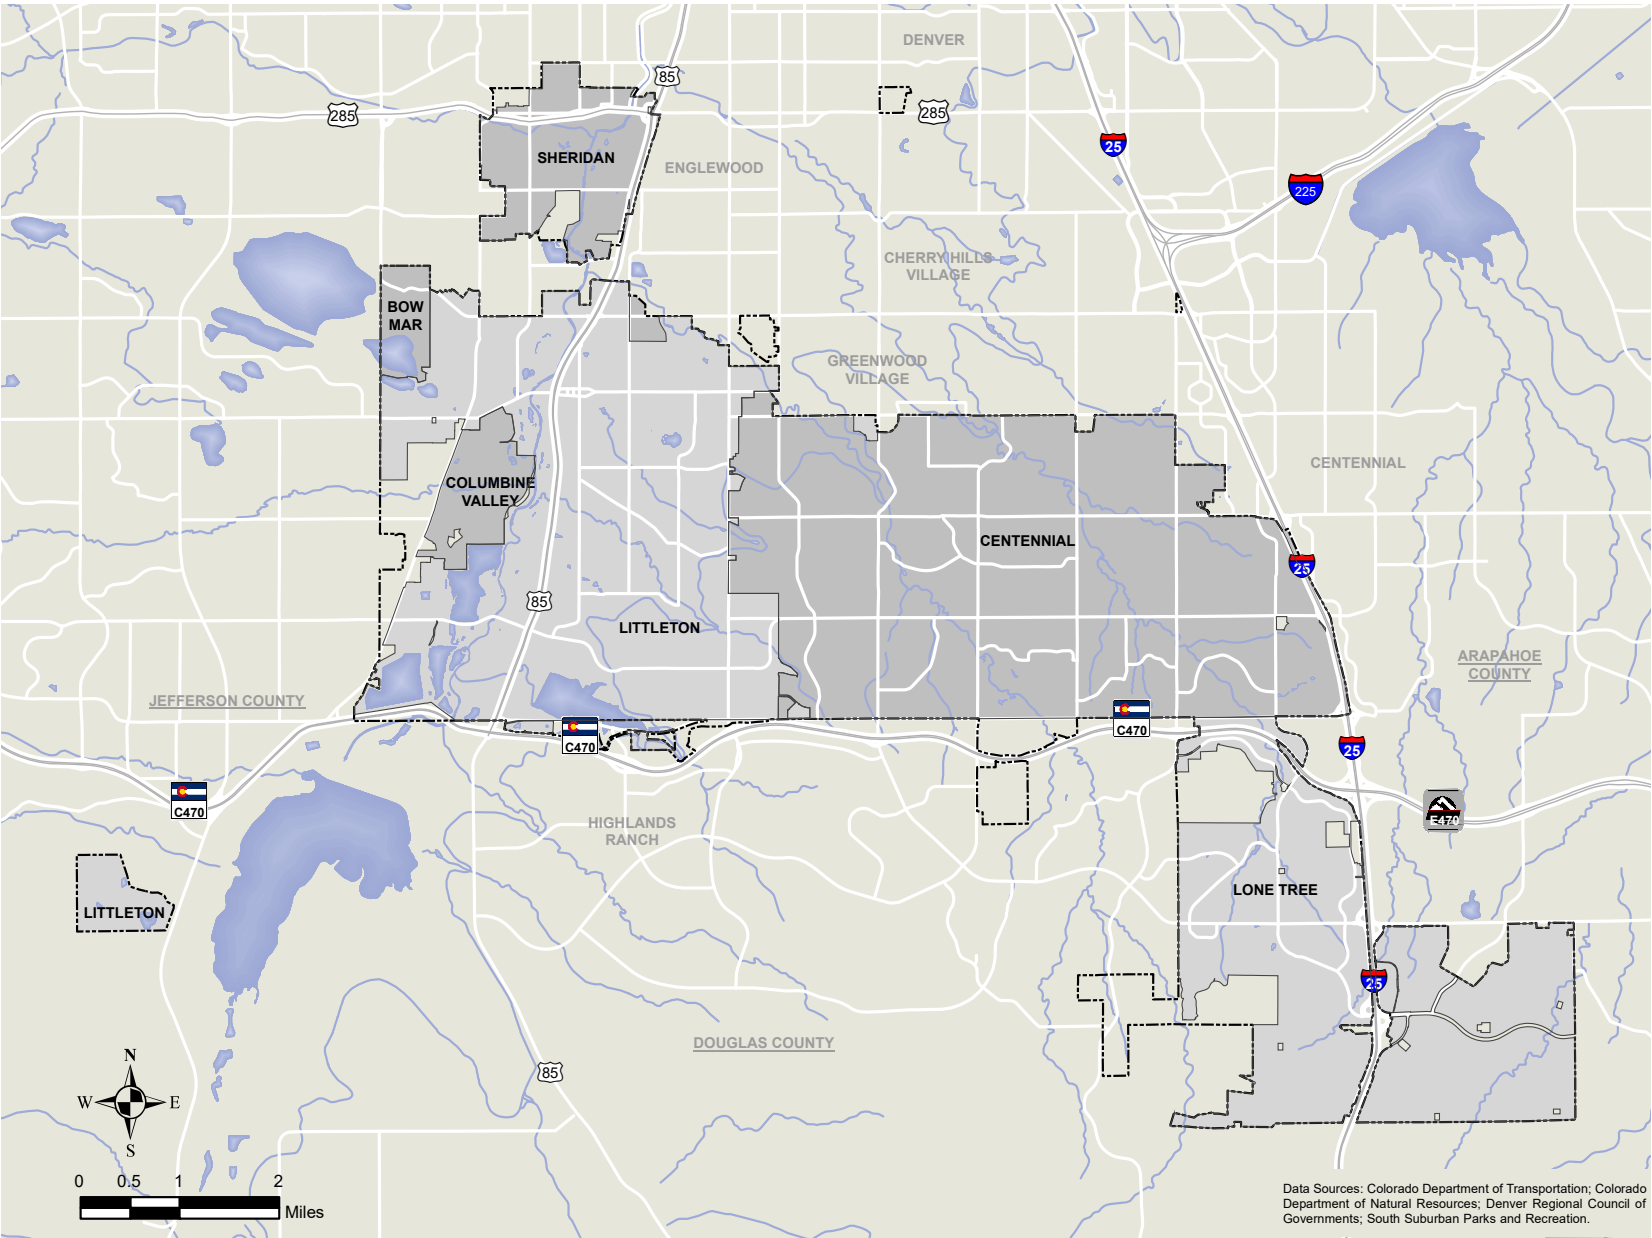 DENVER
85
285
285
25
SHERIDAN
ENGLEWOOD
225
CHERRY HILLS
VILLAGE
BOW
MAR
GREENWOOD
VILLAGE
CENTENNIAL
COLUMBINE
VALLEY
CENTENNIAL
25
85
LITTLETON
ARAPAHOE
COUNTY
JEFFERSON COUNTY
C470
C470
25
C470
E470
HIGHLANDS
RANCH
LONE TREE
LITTLETON
25
DOUGLAS COUNTY
85
N
W
E
S
0 0.5 1 2
Miles
Data Sources: Colorado Department of Transportation; Colorado
Department of Natural Resources; Denver Regional Council of
Governments; South Suburban Parks and Recreation.